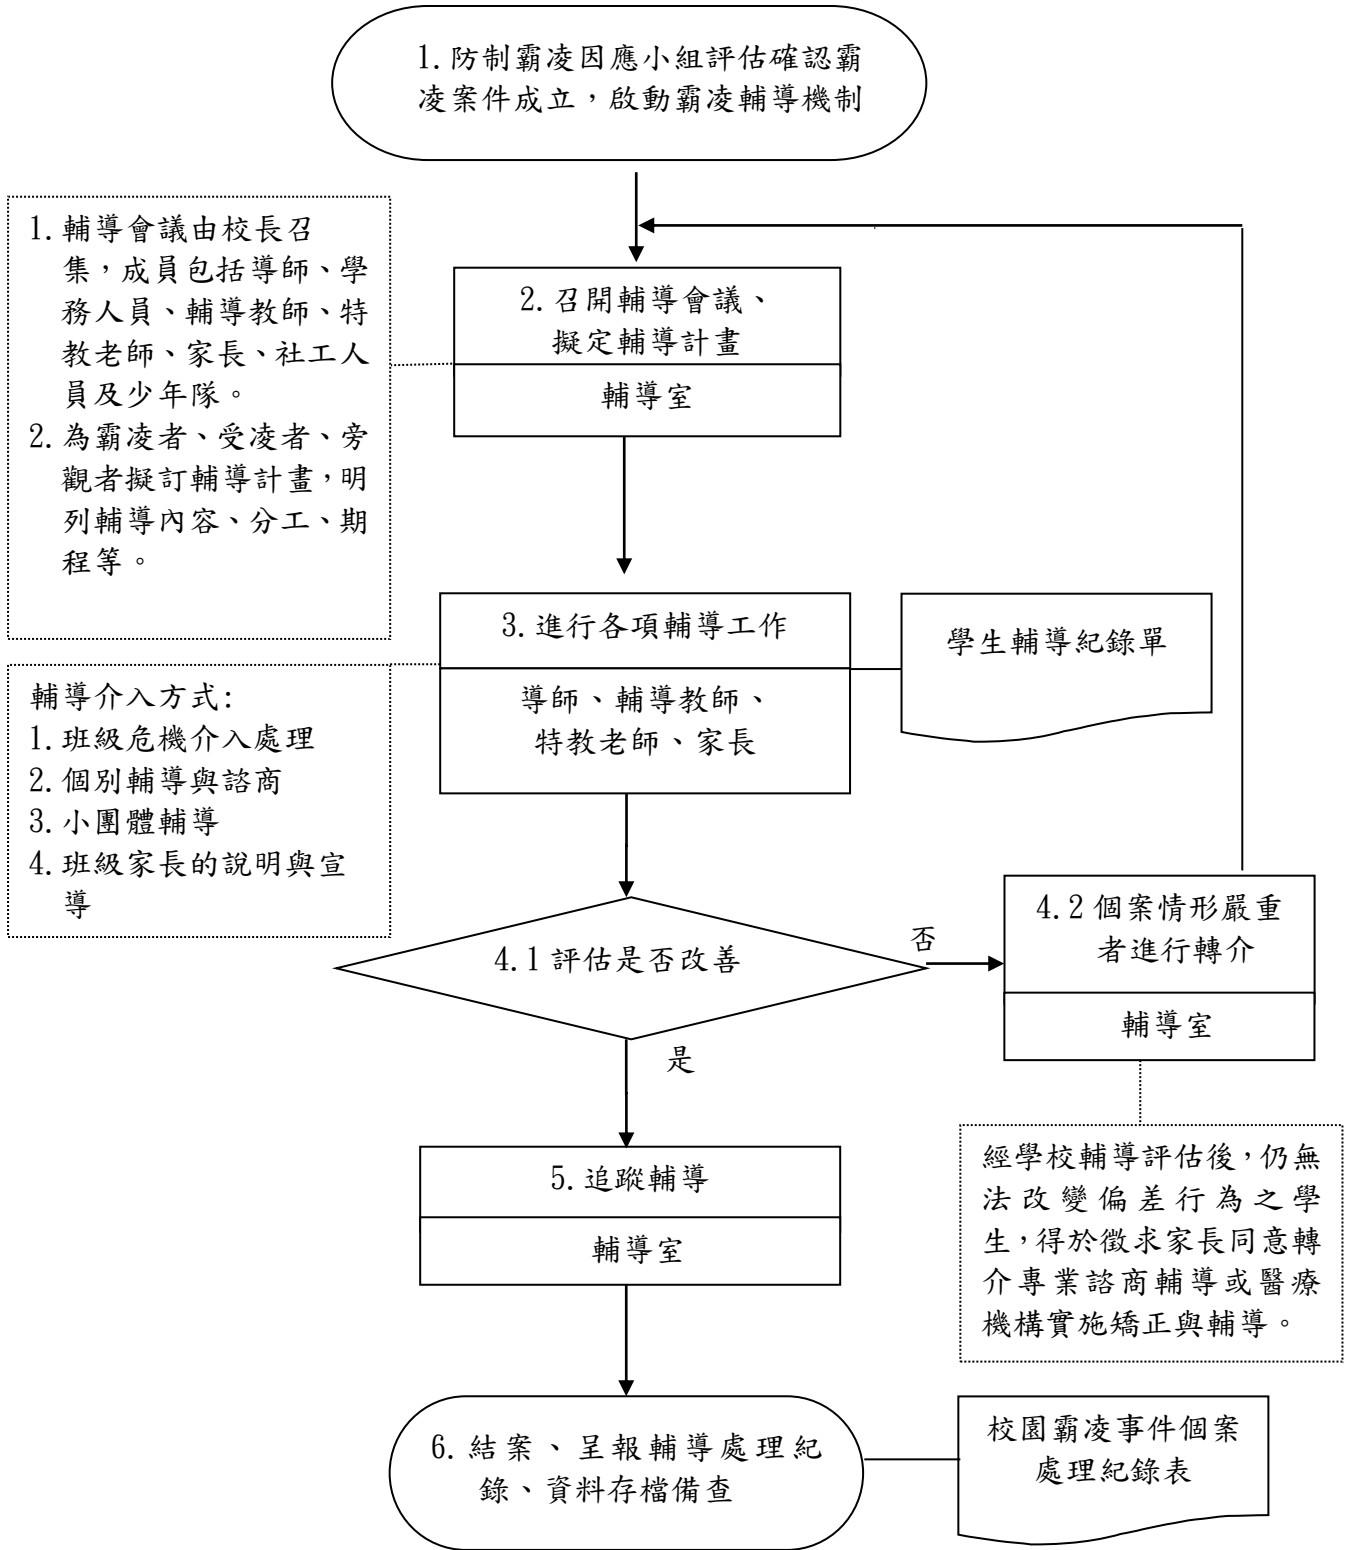 1.防制霸凌因應小組評估確認霸
凌案件成立，啟動霸凌輔導機制
1.輔導會議由校長召
集，成員包括導師、學
務人員、輔導教師、特
教老師、家長、社工人
員及少年隊。
2.為霸凌者、受凌者、旁
觀者擬訂輔導計畫，明
列輔導內容、分工、期
程等。
2.召開輔導會議、
擬定輔導計畫
輔導室
3.進行各項輔導工作
導師、輔導教師、
特教老師、家長
學生輔導紀錄單
輔導介入方式:
1.班級危機介入處理
2.個別輔導與諮商
3.小團體輔導
4.班級家長的說明與宣
導
4.1 評估是否改善
否
是
4.2 個案情形嚴重
者進行轉介
輔導室
經學校輔導評估後，仍無
法改變偏差行為之學
生，得於徵求家長同意轉
介專業諮商輔導或醫療
機構實施矯正與輔導。
5.追蹤輔導
輔導室
6.結案、呈報輔導處理紀
錄、資料存檔備查
校園霸凌事件個案
處理紀錄表